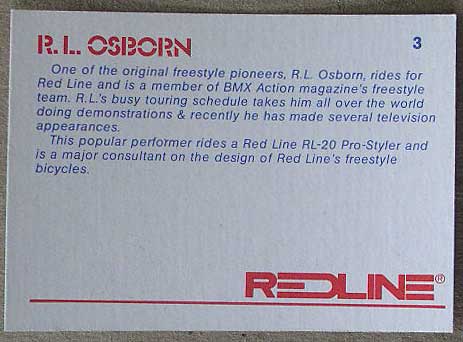 R.L. OSBORN
3
One of the original freestyle pioneers, R.L. Osborn, rides for
Red Line and is a member of BMX Action magazine's freestyle
team. R.L.'s busy touring schedule takes him all over the world
doing demonstrations & recently he has made several television
appearances.
This popular performer rides a Red Line RL-20 Pro-Styler and
is a major consultant on the design of Red Line's freestyle
bicycles.
REDLINE®